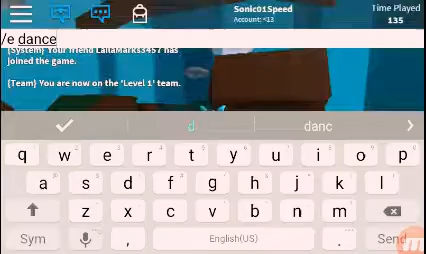 Sonic01Speed
Account: <13
Time Played
135
/e dance
(System) Your friend LallaMarks3457 has
joined the game.
(Team) You are now on the 'Level 1' team.
d
danc
q w e r t y u i o p
a s d f g h j k l
z x c v b n m
Sym , English(US) . Send